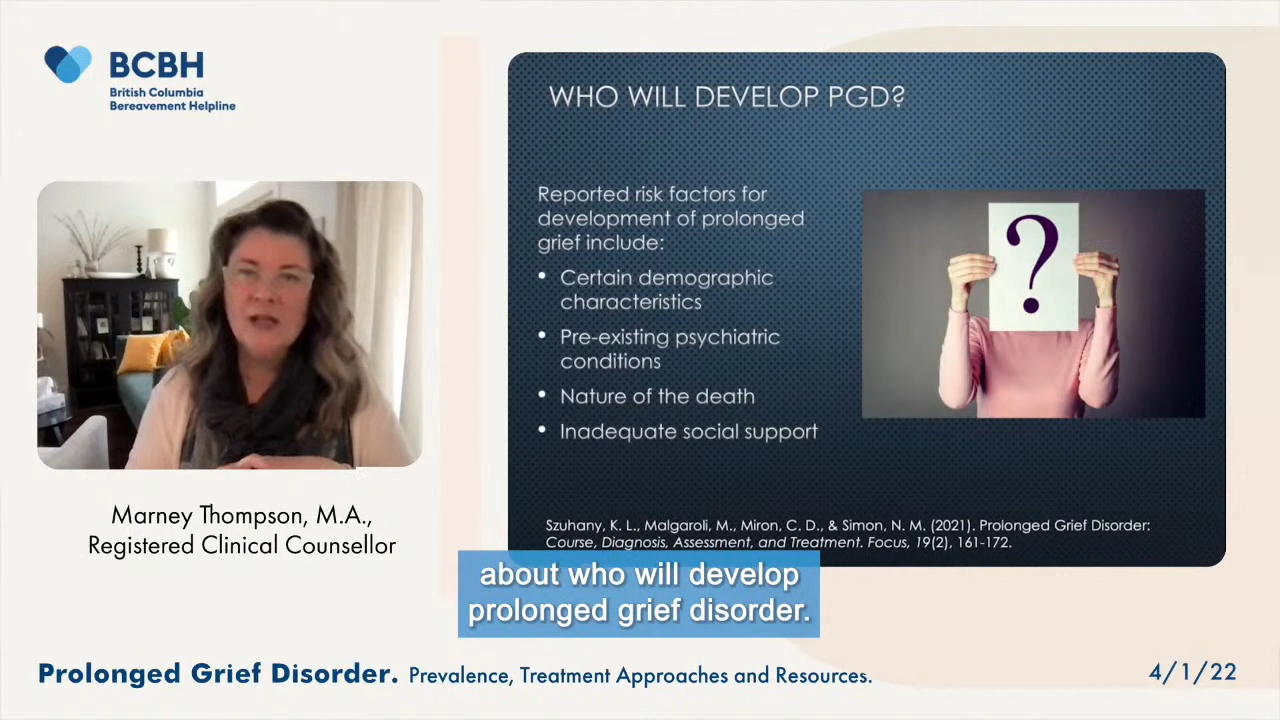 BCBH
British Columbia
Bereavement Helpline
WHO WILL DEVELOP PGD?
Reported risk factors for
development of prolonged
grief include:
• Certain demographic
characteristics
• Pre-existing psychiatric
conditions
• Nature of the death
• Inadequate social support
?
Szuhany, K. L., Malgaroli, M., Miron, C. D., & Simon, N. M. (2021). Prolonged Grief Disorder:
Course, Diagnosis, Assessment, and Treatment. Focus, 19(2), 161-172.
Marney Thompson, M.A.,
Registered Clinical Counsellor
about who will develop
prolonged grief disorder.
Prolonged Grief Disorder. Prevalence, Treatment Approaches and Resources.
4/1/22